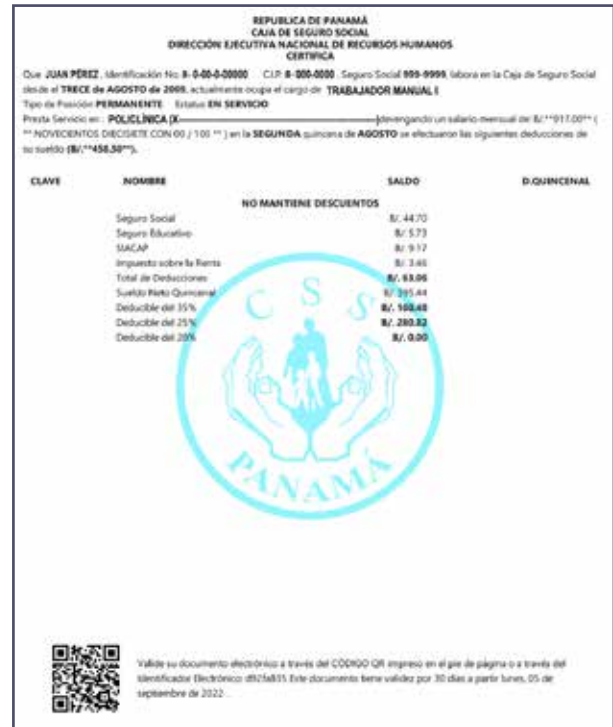 REPUBLICA DE PANAMÁ
CAJA DE SEGURO SOCIAL
DIRECCIÓN EJECUTIVA NACIONAL DE RECURSOS HUMANOS
CERTIFICA
Que JUAN PÉREZ, Identificación No. 8-0-00-0-00000 C.I.P. 8-000-0000, Seguro Social 999-9999, labora en la Caja de Seguro Social
desde el TRECE de AGOSTO de 2009, actualmente ocupa el cargo de TRABAJADOR MANUAL I
Tipo de Posición PERMANENTE Estatus EN SERVICIO
Presta Servicio en: POLICLÍNICA (X----------)devengando un salario mensual de: B/.**917.00** (
** NOVECIENTOS DIECISIETE CON 00 / 100 ** ) en la SEGUNDA quincena de AGOSTO se efectuaron las siguientes deducciones de
su sueldo (B/.**458.50**).
CLAVE NOMBRE SALDO D.QUINCENAL
NO MANTIENE DESCUENTOS
Seguro Social B/. 44.70
Seguro Educativo B/. 5.73
SIACAP B/. 9.17
Impuesto sobre la Renta B/. 3.46
Total de Deducciones B/. 63.06
Sueldo Neto Quincenal B/. 395.44
Deducible del 35% B/.
Deducible del 25% B/. 280.82
Deducible del 20% B/. 0.00
CSS
PANAMÁ
Valide su documento electrónico a través del CÓDIGO QR impreso en el pie de página o a través del
Identificador Electrónico Este documento tiene validez por 30 días a partir lunes, 05 de
septiembre de 2022